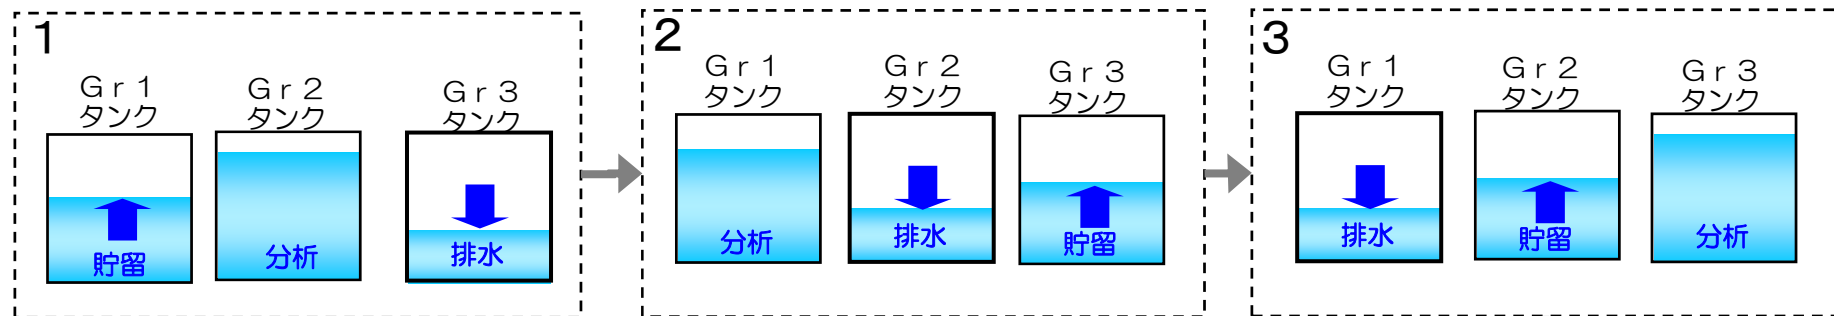 1
Ｇｒ１
タンク
Ｇｒ２
タンク
Ｇｒ３
タンク
貯留
分析
排水
2
Ｇｒ１
タンク
Ｇｒ２
タンク
Ｇｒ３
タンク
分析
排水
貯留
3
Ｇｒ１
タンク
Ｇｒ２
タンク
Ｇｒ３
タンク
排水
貯留
分析